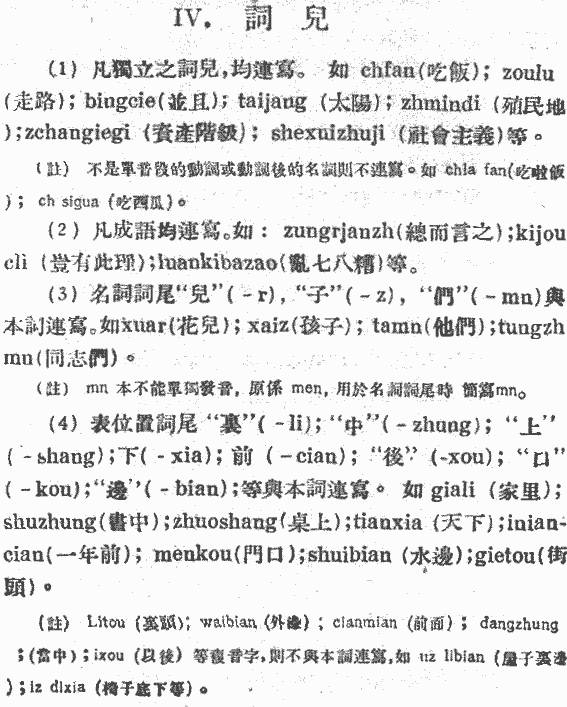 IV. 詞 兒
(1) 凡獨立之詞兒,均連寫。 如 chfan(吃飯); zoulu
(走路); bingcie(並且); taijang (太陽); zhmindi (殖民地
);zchangiegi (資產階級); shexuizhuji (社會主義)等。
(註) 不是單音段的動詞或動詞後的名詞則不連寫。如 chla fan(吃啦飯
); ch sigua (吃西瓜)。
(2) 凡成語均連寫。如: zungrjanzh(總而言之);kijou
cli (豈有此理);luankibazao(亂七八糟)等。
(3) 名詞詞尾“兒”(-r), “子”(-z), “們”(-mn)與
本詞連寫。如xuar(花兒); xaiz(孩子); tamn(他們);tungzh
mn(同志們)。
(註) mn 本不能單獨發音, 原係 men, 用於名詞詞尾時 簡寫mn。
(4) 表位置詞尾 “裏”(-li); “中”(-zhung); “上”
(-shang);下(-xia); 前 (-cian); “後” (-xou); “口”
(-kou);“邊”(-bian);等與本詞連寫。 如 giali (家里);
shuzhung(書中);zhuoshang(桌上);tianxia (天下);inian-
cian(一年前); menkou(門口);shuibian (水邊);gietou(街
頭)。
(註) Litou (裏頭); waibian (外邊); cianmian (前面); dangzhung
;(當中);ixou (以後) 等複音字,則不與本詞連寫,如 uz libian (屋子裏邊
);iz dixia (椅子底下等)。